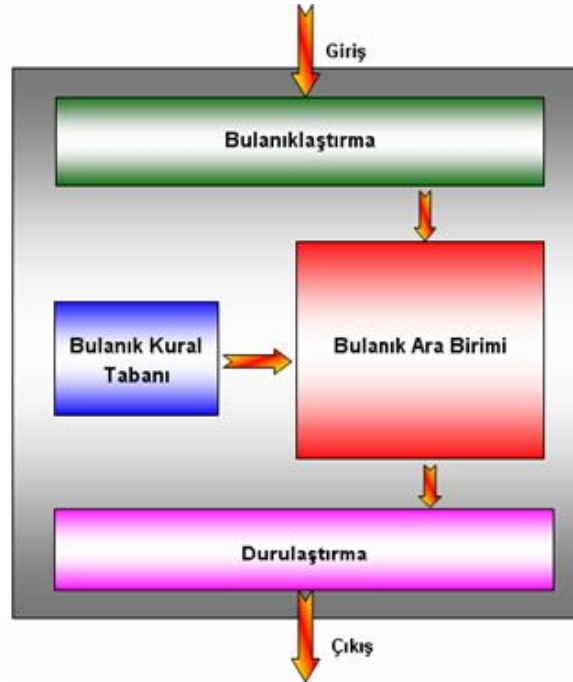 Giriş
Bulanıklaştırma
Bulanık Kural
Tabanı
Bulanık Ara Birimi
Durulaştırma
Çıkış